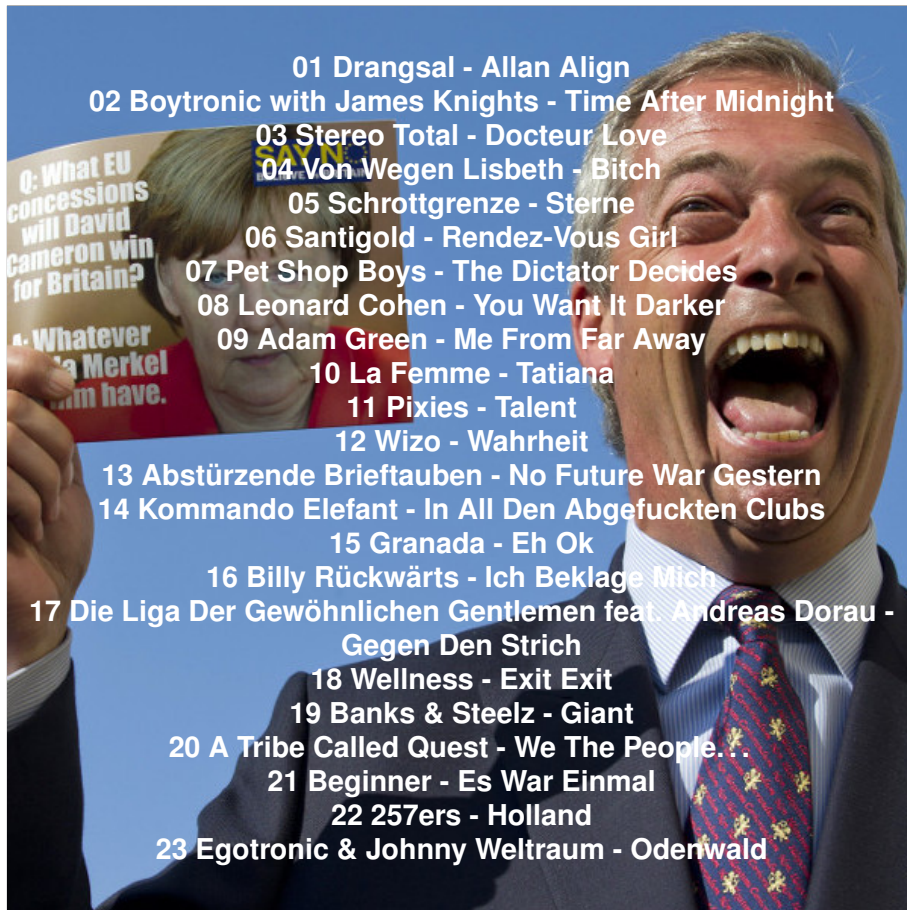 01 Drangsal - Allan Align
02 Boytronic with James Knights - Time After Midnight
03 Stereo Total - Docteur Love
04 Von Wegen Lisbeth - Bitch
05 Schrottgrenze - Sterne
06 Santigold - Rendez-Vous Girl
07 Pet Shop Boys - The Dictator Decides
08 Leonard Cohen - You Want It Darker
09 Adam Green - Me From Far Away
10 La Femme - Tatiana
11 Pixies - Talent
12 Wizo - Wahrheit
13 Abstürzende Brieftauben - No Future War Gestern
14 Kommando Elefant - In All Den Abgefuckten Clubs
15 Granada - Eh Ok
16 Billy Rückwärts - Ich Beklage Mich
17 Die Liga Der Gewöhnlichen Gentlemen feat. Andreas Dorau -
Gegen Den Strich
18 Wellness - Exit Exit
19 Banks & Steelz - Giant
20 A Tribe Called Quest - We The People...
21 Beginner - Es War Einmal
22 257ers - Holland
23 Egotronic & Johnny Weltraum - Odenwald
Q: What EU
concessions
will David
Cameron win
for Britain?
A: Whatever
Merkel
him have.
SAY